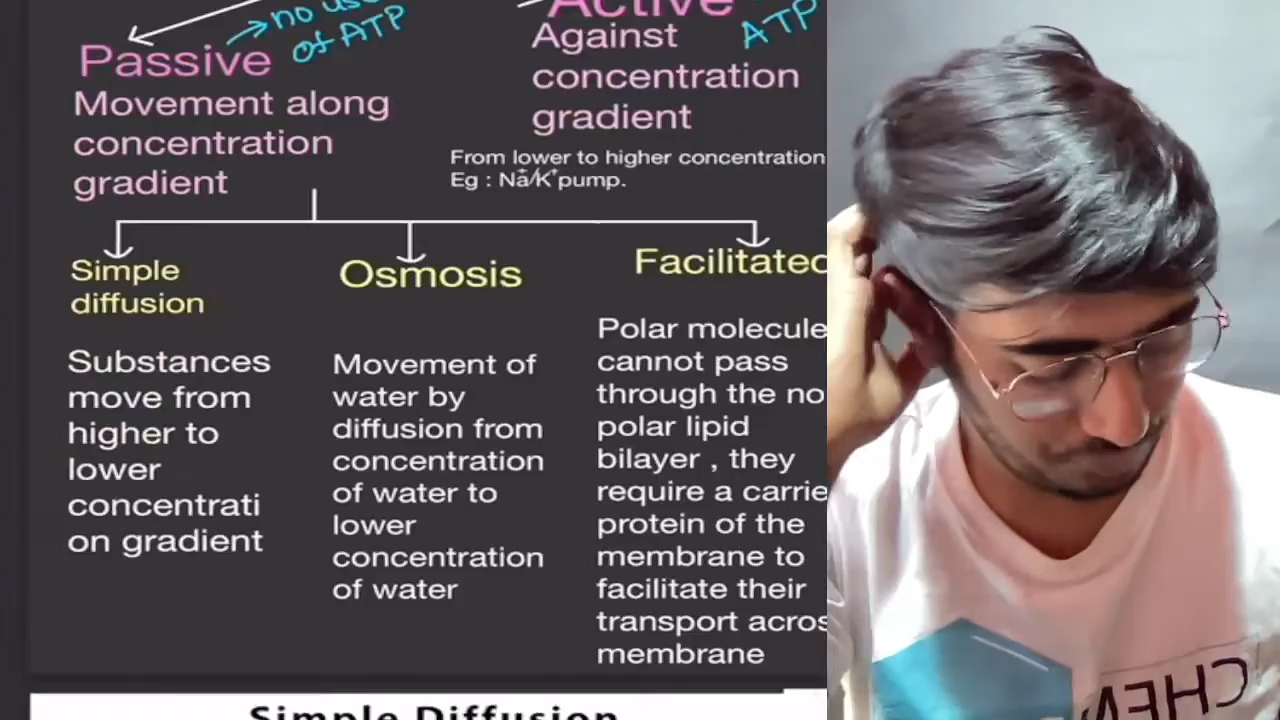 no use
of ATP
Passive
Movement along
concentration
gradient
Active
ATP
Against
concentration
gradient
From lower to higher concentration
Eg : Na⁺/K⁺pump.
Simple
diffusion
Substances
move from
higher to
lower
concentrati
on gradient
Osmosis
Movement of
water by
diffusion from
concentration
of water to
lower
concentration
of water
Facilitated
Polar molecule
cannot pass
through the no
polar lipid
bilayer , they
require a carrie
protein of the
membrane to
facilitate their
transport acros
membrane
Simple Diffusion